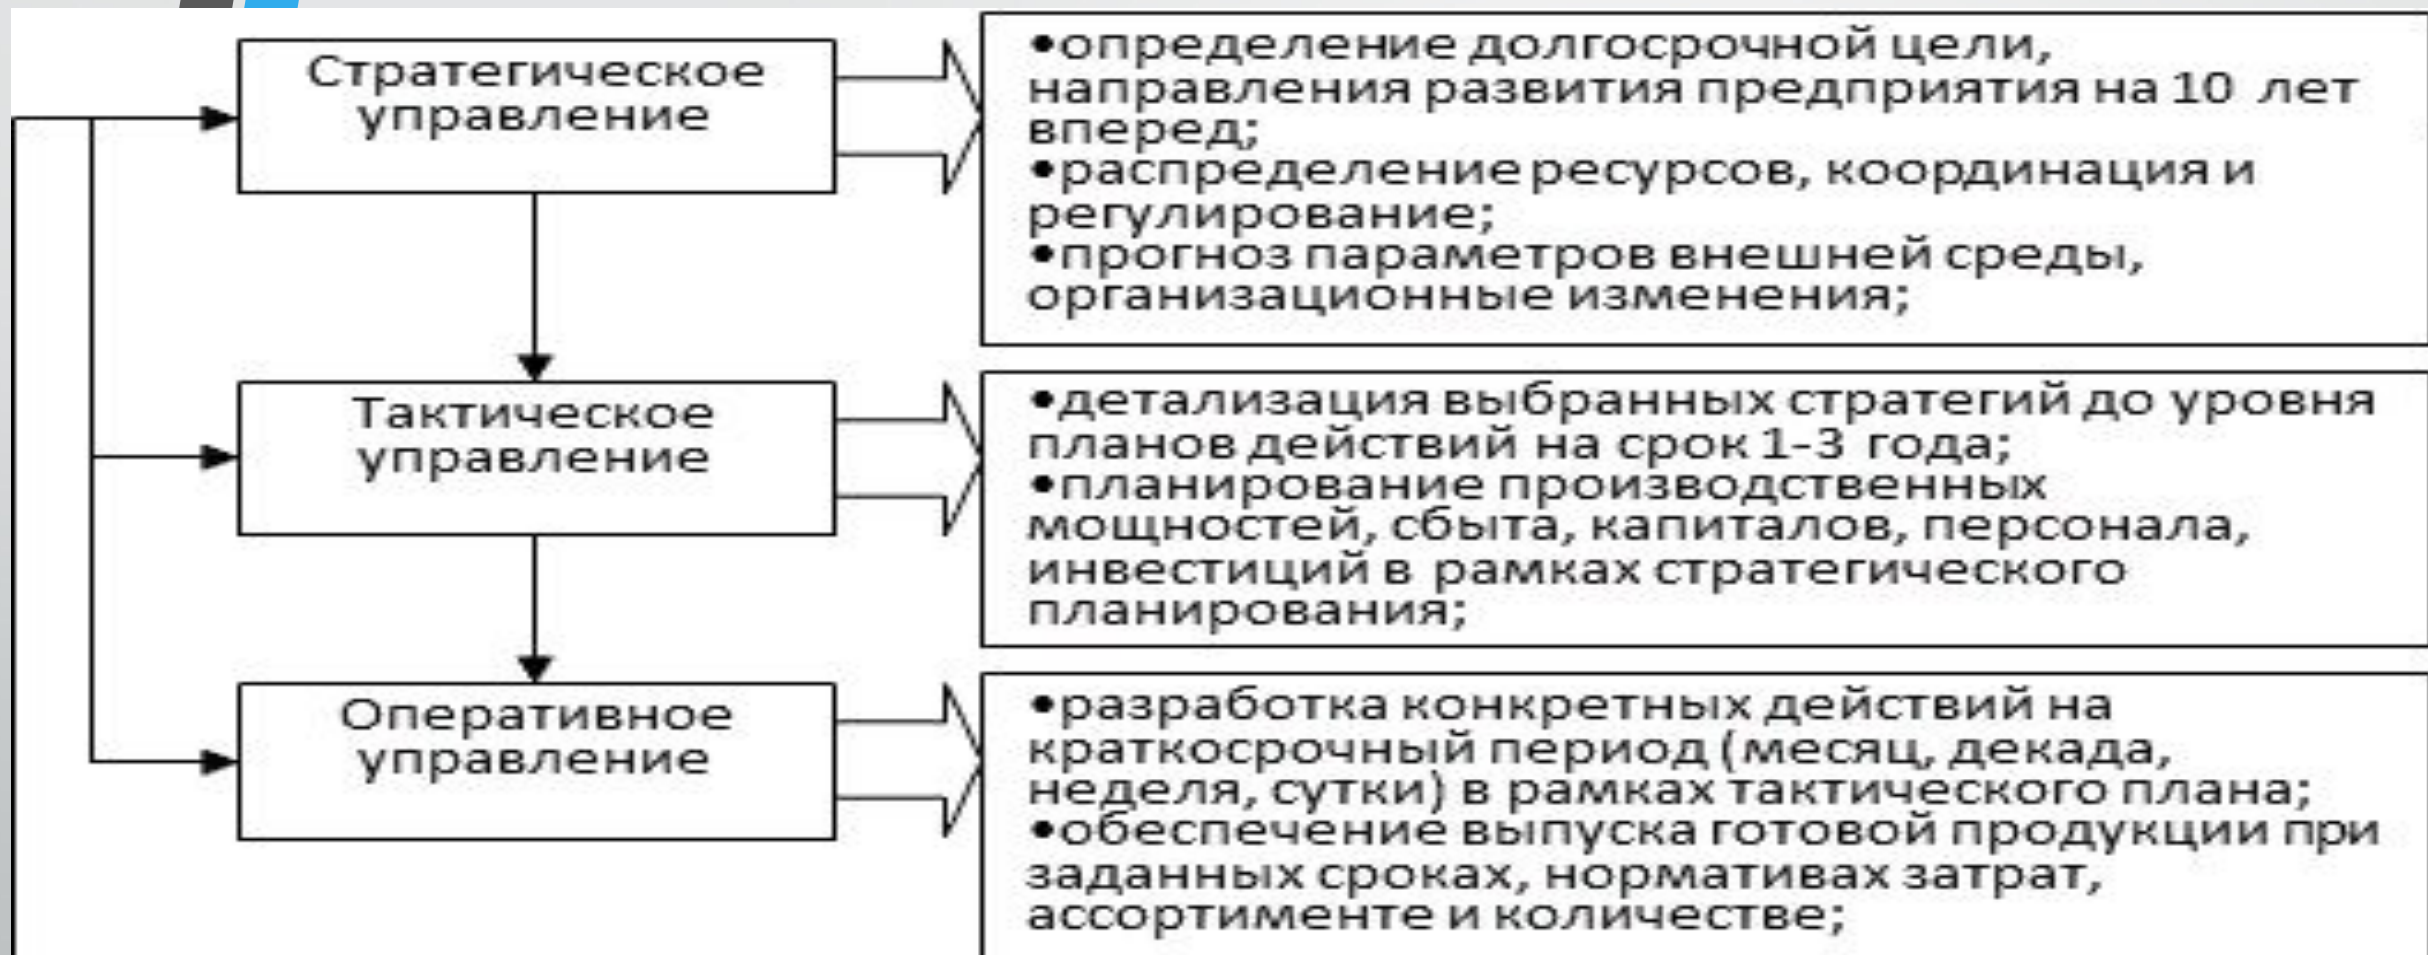 Стратегическое
управление
•определение долгосрочной цели,
направления развития предприятия на 10 лет
вперед;
•распределение ресурсов, координация и
регулирование;
•прогноз параметров внешней среды,
организационные изменения;
Тактическое
управление
•детализация выбранных стратегий до уровня
планов действий на срок 1-3 года;
•планирование производственных
мощностей, сбыта, капиталов, персонала,
инвестиций в рамках стратегического
планирования;
Оперативное
управление
•разработка конкретных действий на
краткосрочный период (месяц, декада,
неделя, сутки) в рамках тактического плана;
•обеспечение выпуска готовой продукции при
заданных сроках, нормативах затрат,
ассортименте и количестве;